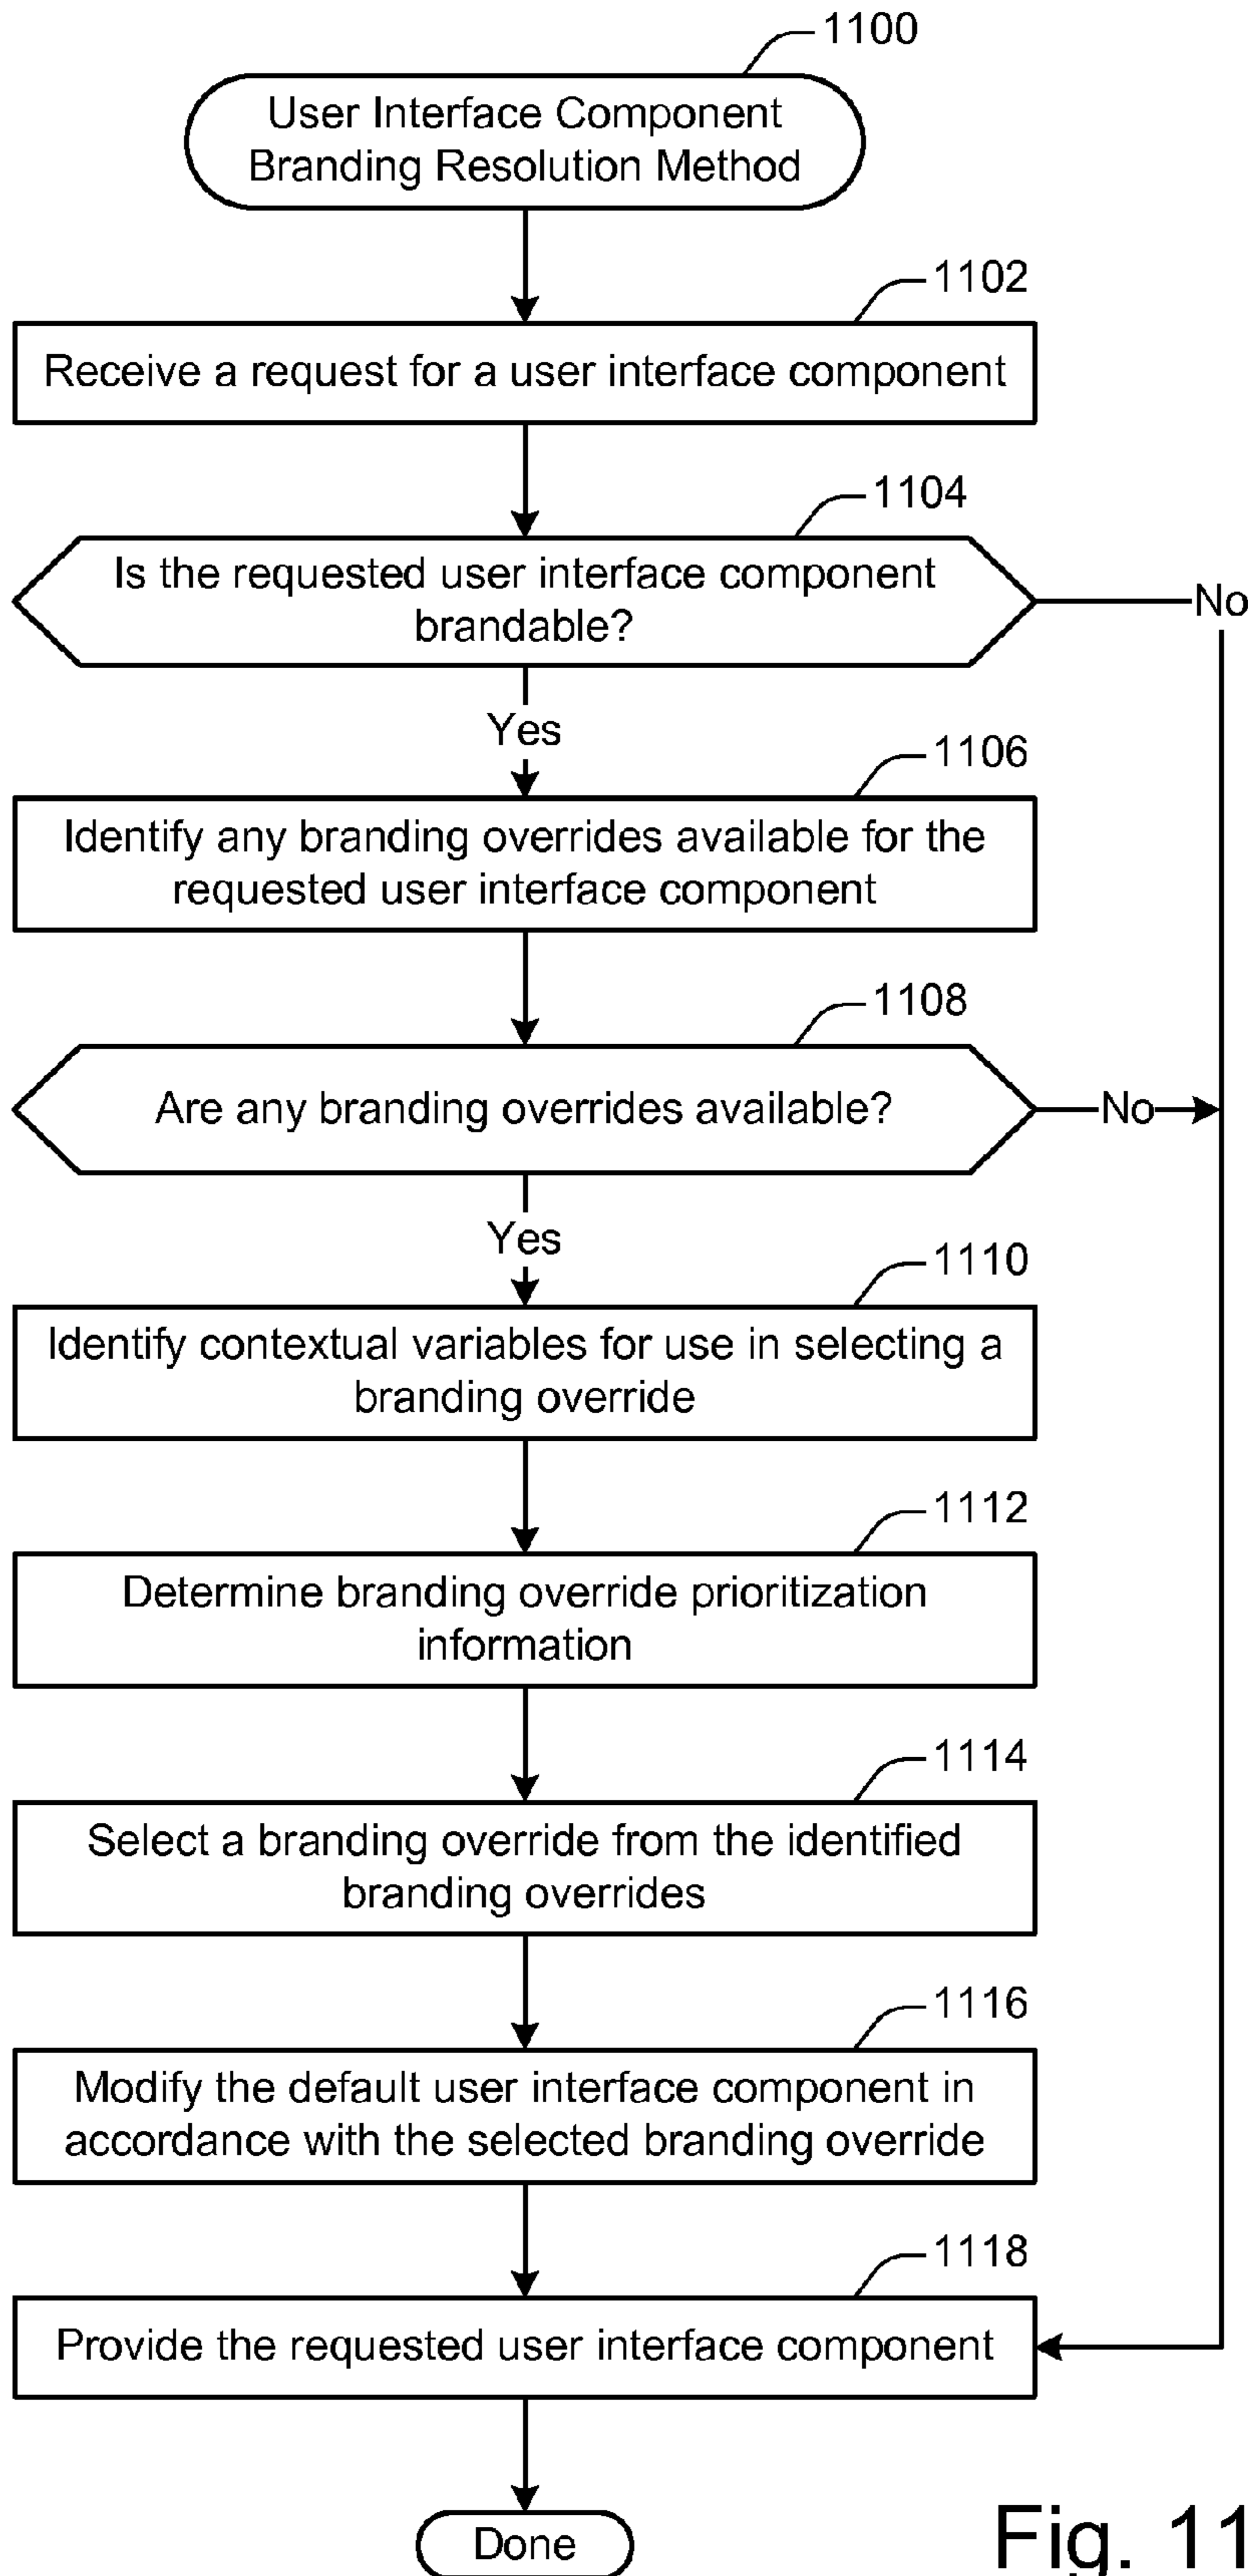 1100
User Interface Component
Branding Resolution Method
1102
Receive a request for a user interface component
1104
Is the requested user interface component
brandable?
No
Yes
1106
Identify any branding overrides available for the
requested user interface component
1108
Are any branding overrides available?
No
Yes
1110
Identify contextual variables for use in selecting a
branding override
1112
Determine branding override prioritization
information
1114
Select a branding override from the identified
branding overrides
1116
Modify the default user interface component in
accordance with the selected branding override
1118
Provide the requested user interface component
Done
Fig. 11